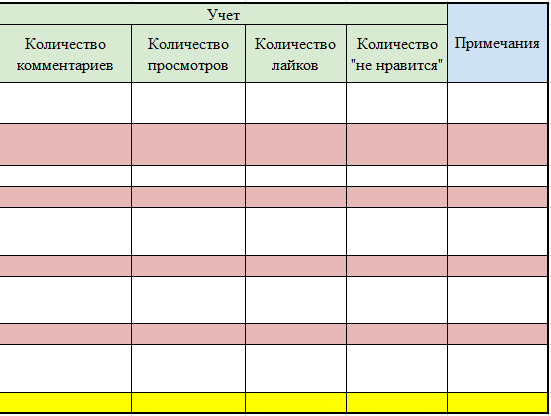 Учет
Количество
комментариев
Количество
просмотров
Количество
лайков
Количество
"не нравится"
Примечания